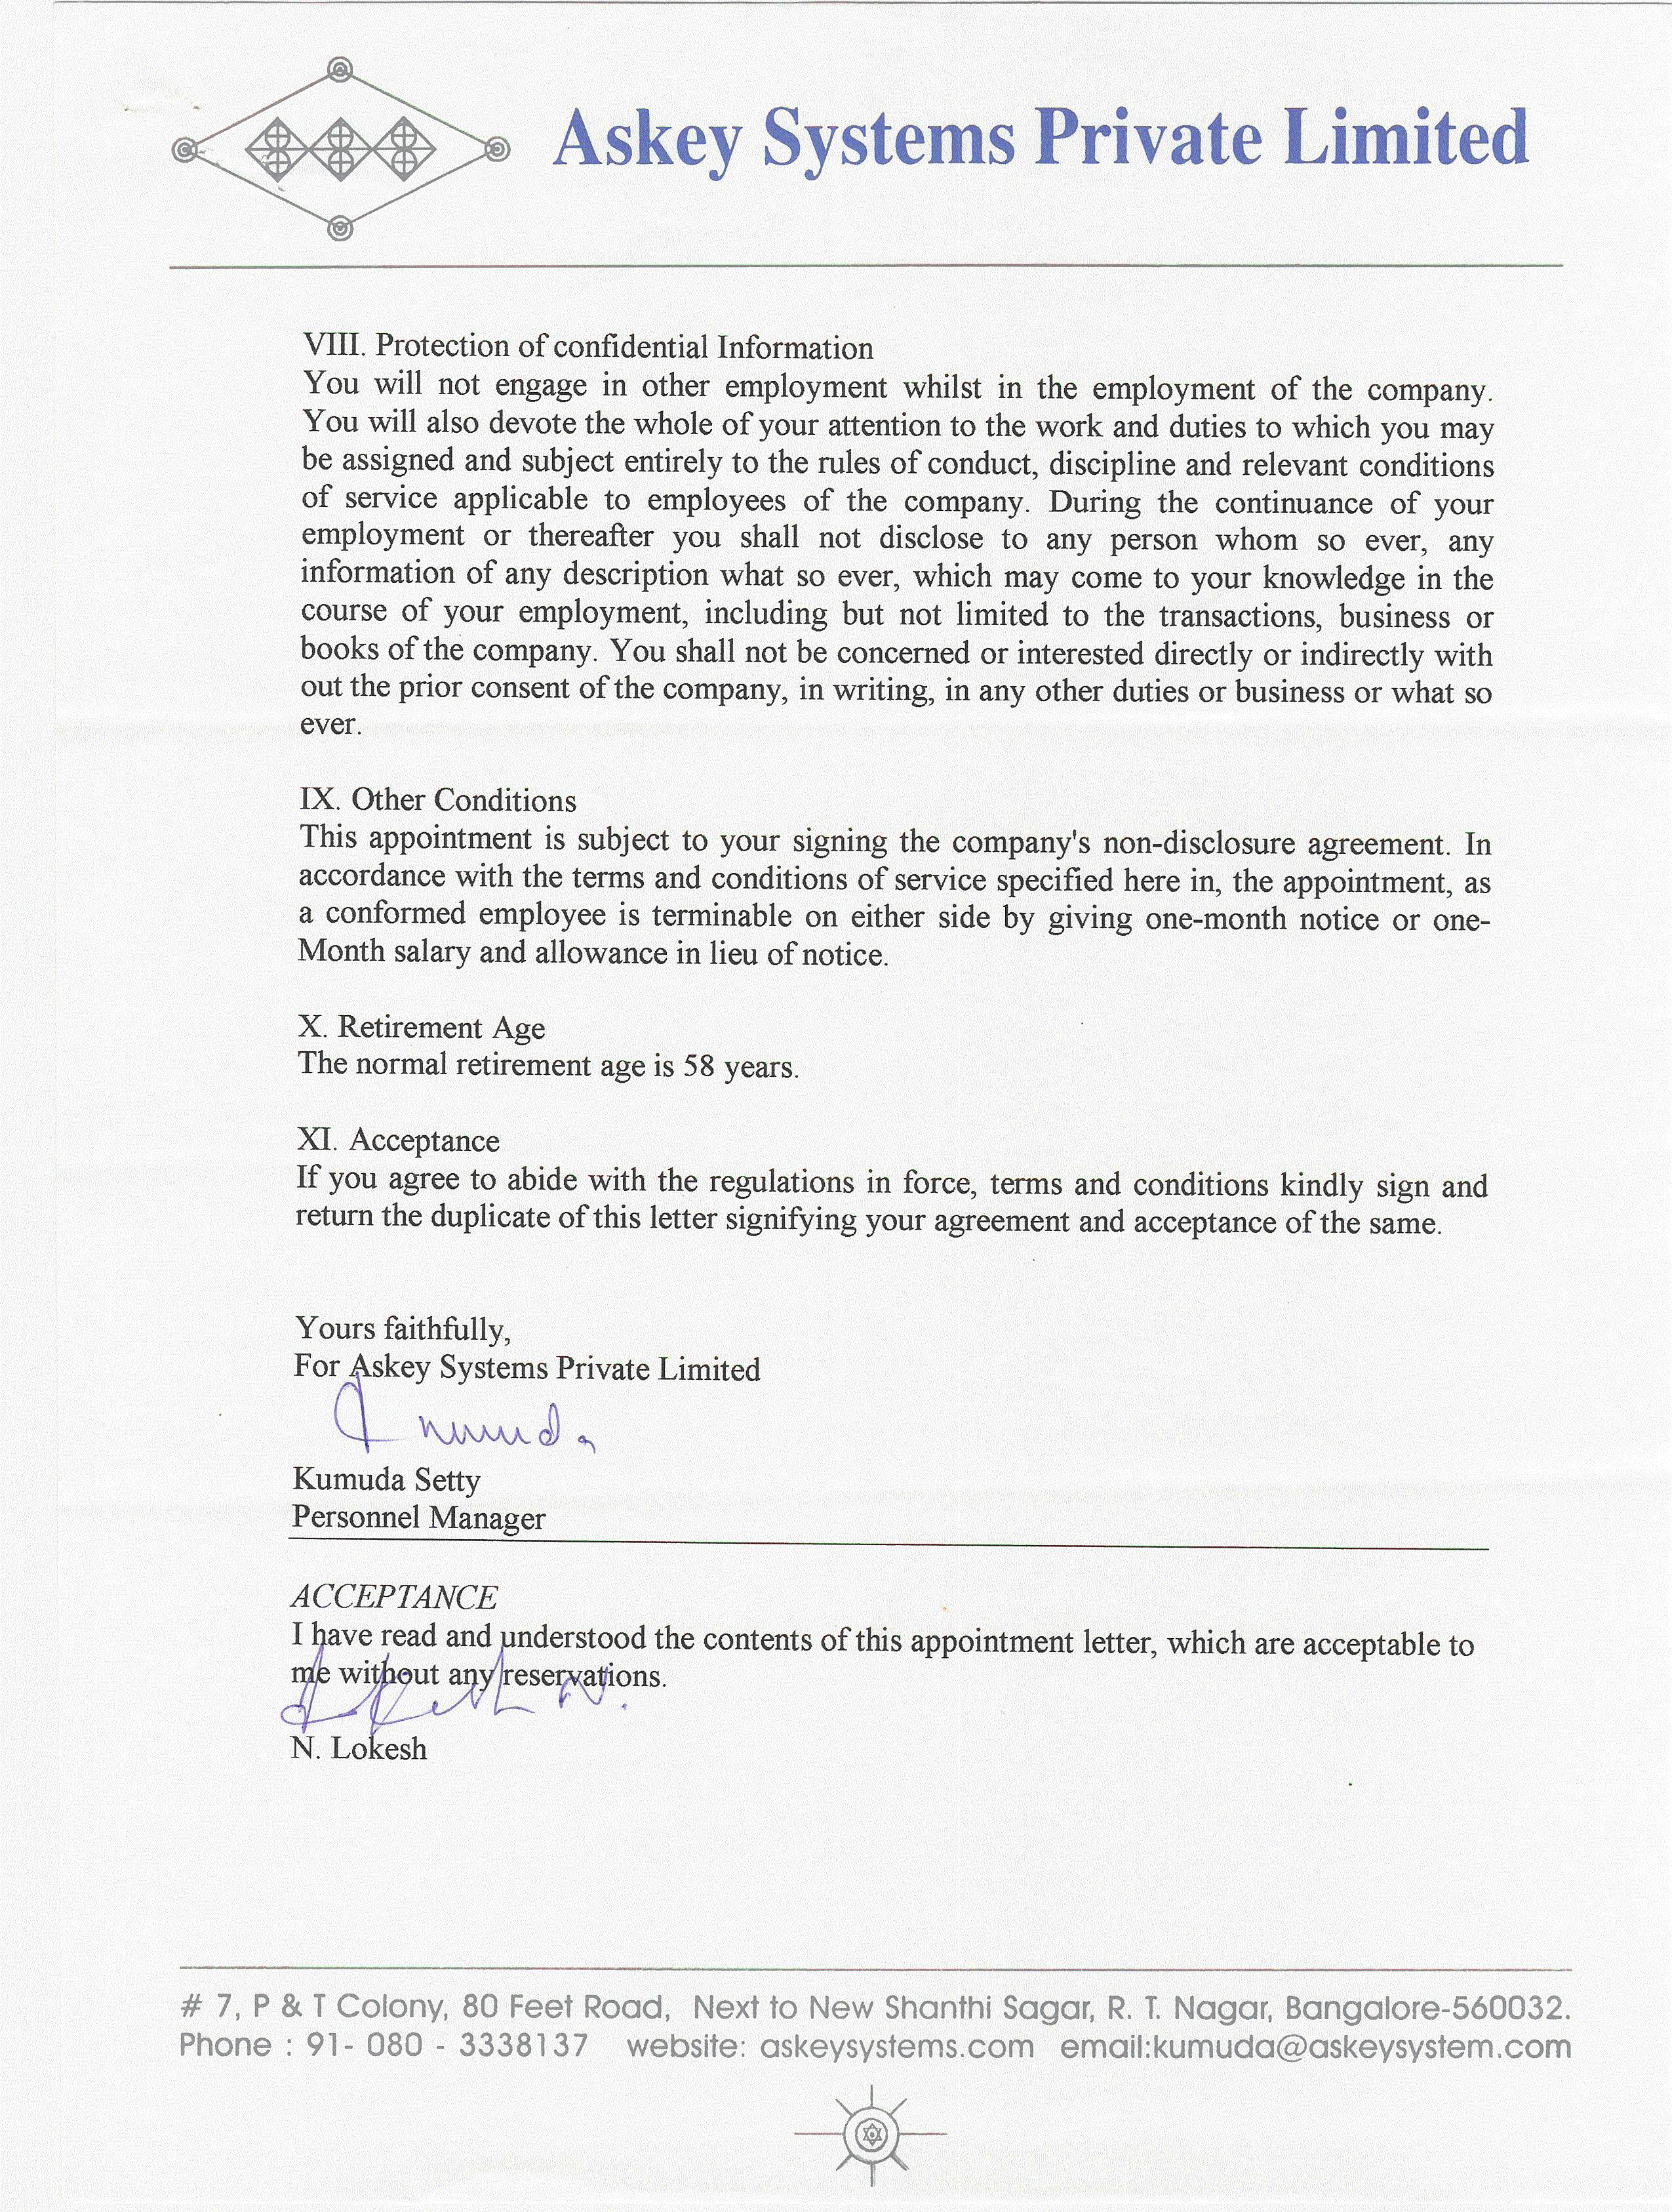 Askey Systems Private Limited
VIII. Protection of confidential Information
You will not engage in other employment whilst in the employment of the company.
You will also devote the whole of your attention to the work and duties to which you may
be assigned and subject entirely to the rules of conduct, discipline and relevant conditions
of service applicable to employees of the company. During the continuance of your
employment or thereafter you shall not disclose to any person whom so ever, any
information of any description what so ever, which may come to your knowledge in the
course of your employment, including but not limited to the transactions, business or
books of the company. You shall not be concerned or interested directly or indirectly with
out the prior consent of the company, in writing, in any other duties or business or what so
ever.
IX. Other Conditions
This appointment is subject to your signing the company's non-disclosure agreement. In
accordance with the terms and conditions of service specified here in, the appointment, as
a conformed employee is terminable on either side by giving one-month notice or one-
Month salary and allowance in lieu of notice.
X. Retirement Age
The normal retirement age is 58 years.
XI. Acceptance
If you agree to abide with the regulations in force, terms and conditions kindly sign and
return the duplicate of this letter signifying your agreement and acceptance of the same.
Yours faithfully,
For Askey Systems Private Limited
Kumuda
Kumuda Setty
Personnel Manager
ACCEPTANCE
I have read and understood the contents of this appointment letter, which are acceptable to
me without any reservations.
Lokesh N.
N. Lokesh
# 7, P & T Colony, 80 Feet Road, Next to New Shanthi Sagar, R. T. Nagar, Bangalore-560032.
Phone : 91- 080 - 3338137 website: askeysystems.com email:kumuda@askeysystem.com